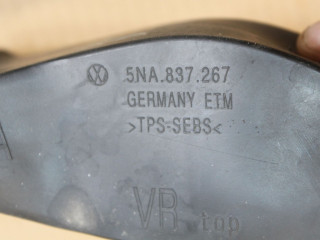 5NA.837.267
GERMANY ETM
>TPS-SEBS<
VR top